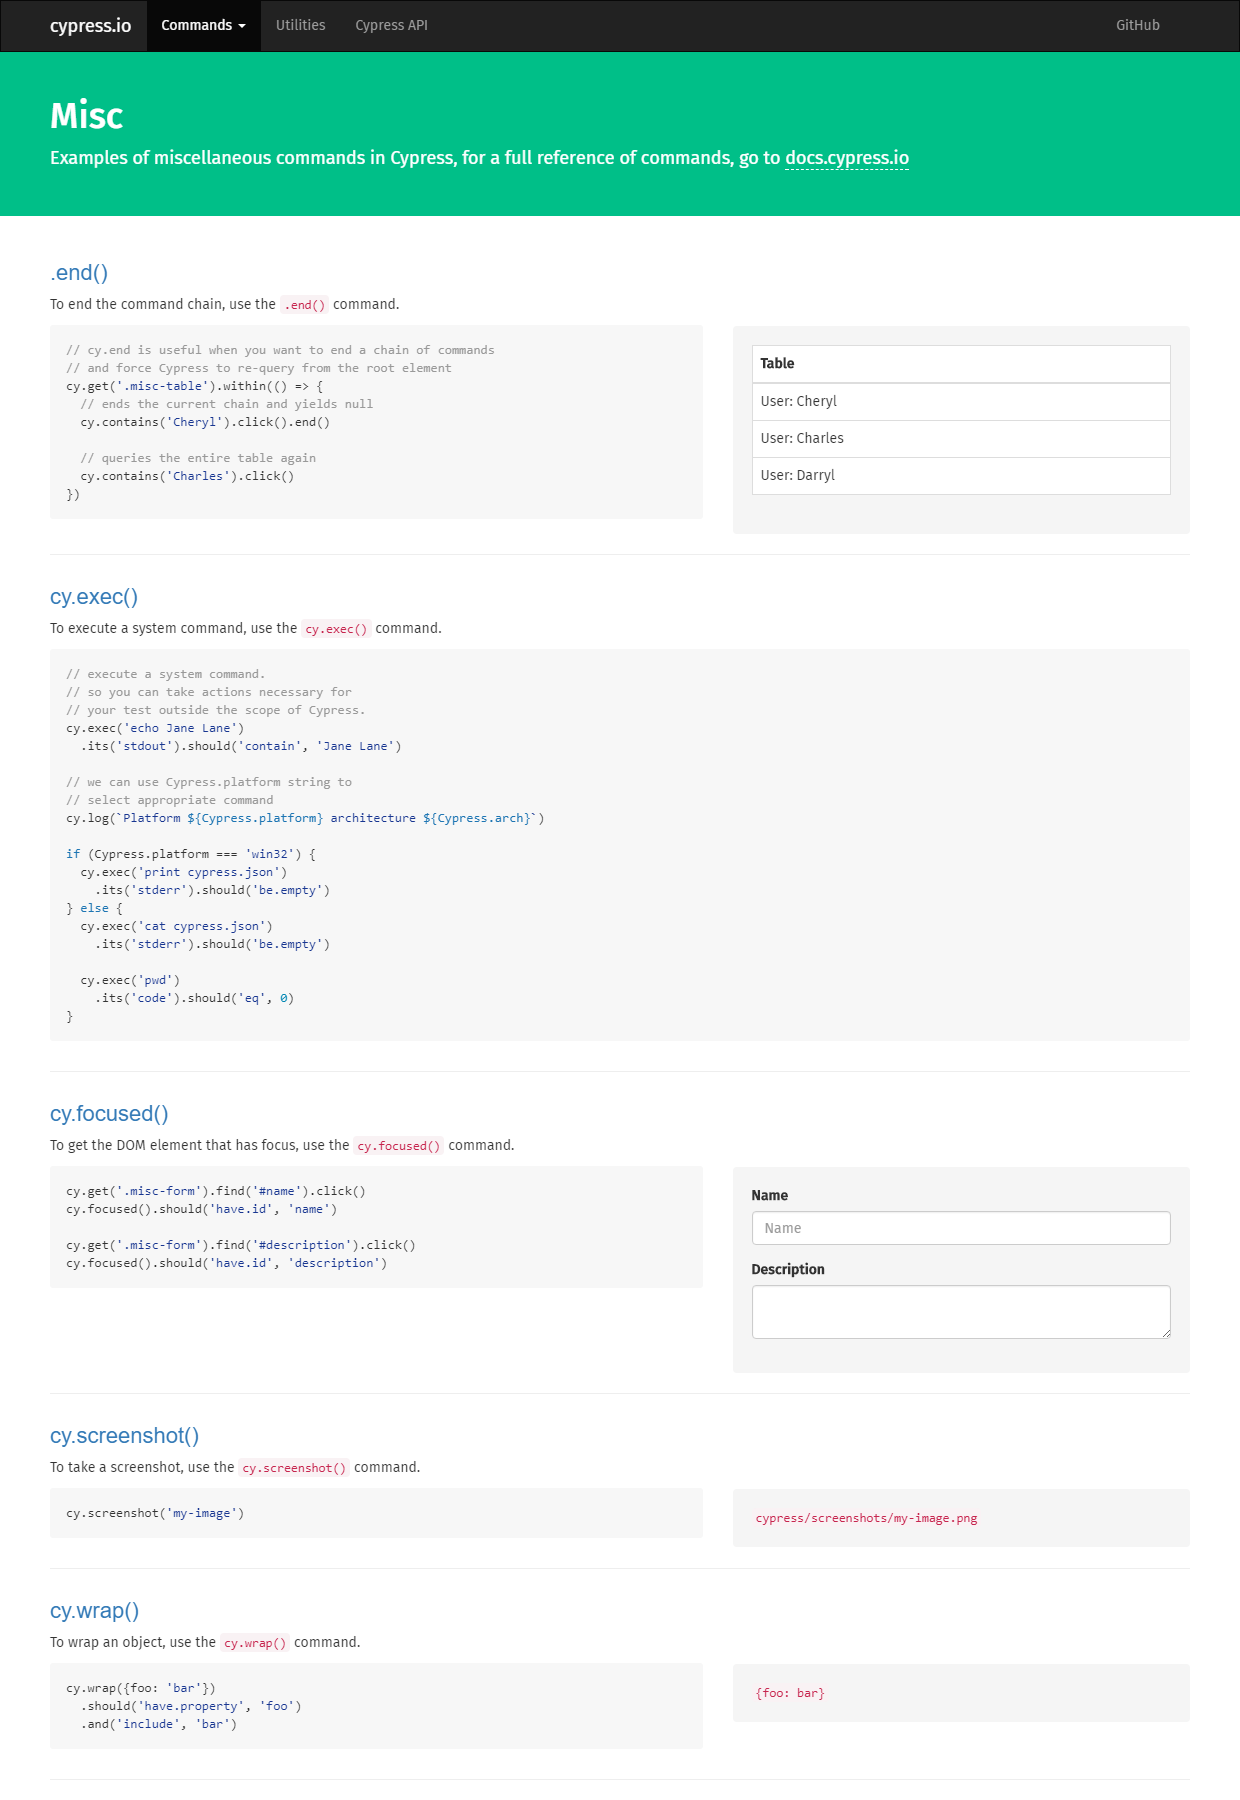 cypress.io Commands Utilities Cypress API GitHub
Misc
Examples of miscellaneous commands in Cypress, for a full reference of commands, go to docs.cypress.io
.end()
To end the command chain, use the .end() command.
// cy.end is useful when you want to end a chain of commands
// and force Cypress to re-query from the root element
cy.get('.misc-table').within(() => {
  // ends the current chain and yields null
  cy.contains('Cheryl').click().end()

  // queries the entire table again
  cy.contains('Charles').click()
})
Table
User: Cheryl
User: Charles
User: Darryl
cy.exec()
To execute a system command, use the cy.exec() command.
// execute a system command.
// so you can take actions necessary for
// your test outside the scope of Cypress.
cy.exec('echo Jane Lane')
  .its('stdout').should('contain', 'Jane Lane')

// we can use Cypress.platform string to
// select appropriate command
cy.log(`Platform ${Cypress.platform} architecture ${Cypress.arch}`)

if (Cypress.platform === 'win32') {
  cy.exec('print cypress.json')
    .its('stderr').should('be.empty')
} else {
  cy.exec('cat cypress.json')
    .its('stderr').should('be.empty')

  cy.exec('pwd')
    .its('code').should('eq', 0)
}
cy.focused()
To get the DOM element that has focus, use the cy.focused() command.
cy.get('.misc-form').find('#name').click()
cy.focused().should('have.id', 'name')

cy.get('.misc-form').find('#description').click()
cy.focused().should('have.id', 'description')
Name
Name
Description
cy.screenshot()
To take a screenshot, use the cy.screenshot() command.
cy.screenshot('my-image')
cypress/screenshots/my-image.png
cy.wrap()
To wrap an object, use the cy.wrap() command.
cy.wrap({foo: 'bar'})
  .should('have.property', 'foo')
  .and('include', 'bar')
{foo: bar}